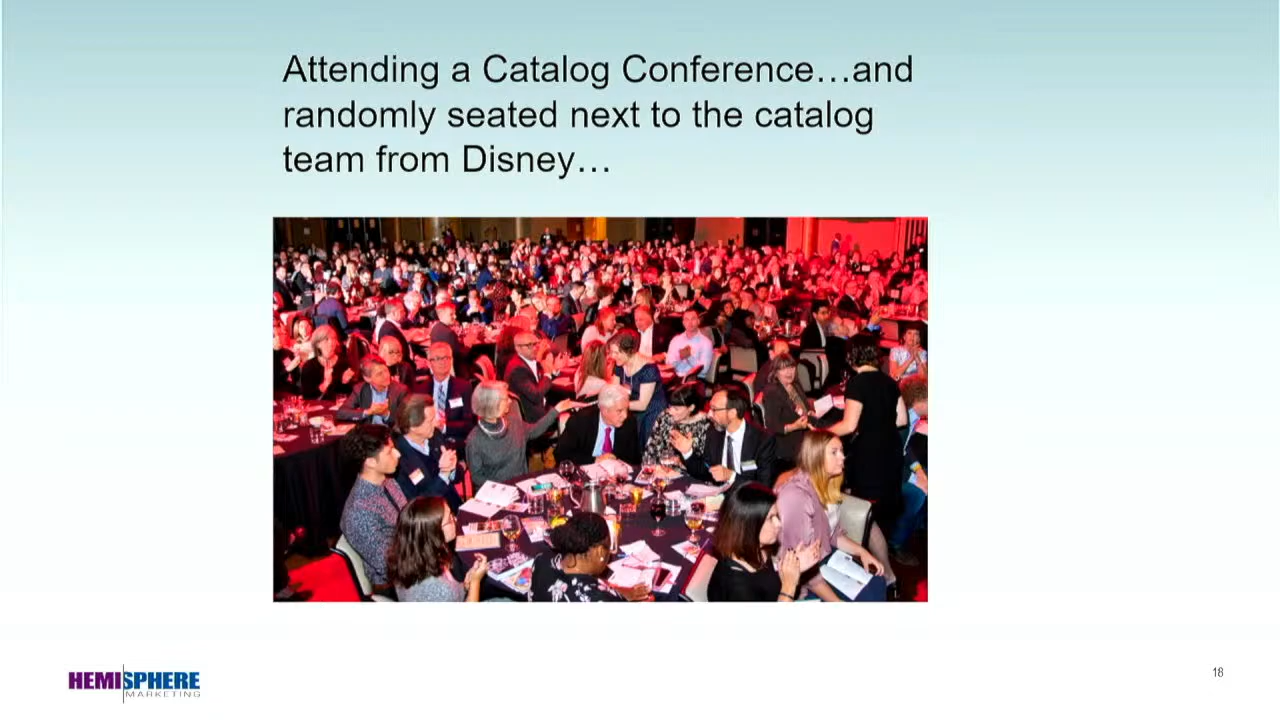 Attending a Catalog Conference…and
randomly seated next to the catalog
team from Disney…
HEMISPHERE
MARKETING
18